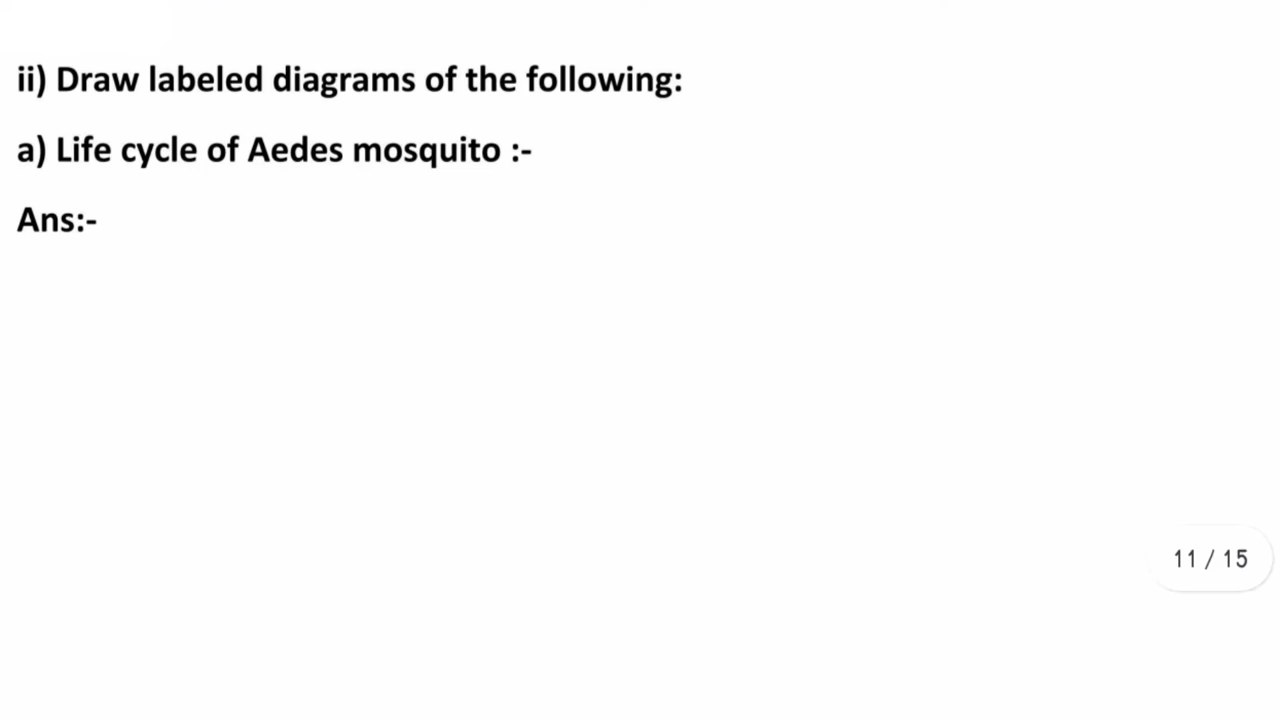 ii) Draw labeled diagrams of the following:
a) Life cycle of Aedes mosquito :-
Ans:-
11 / 15